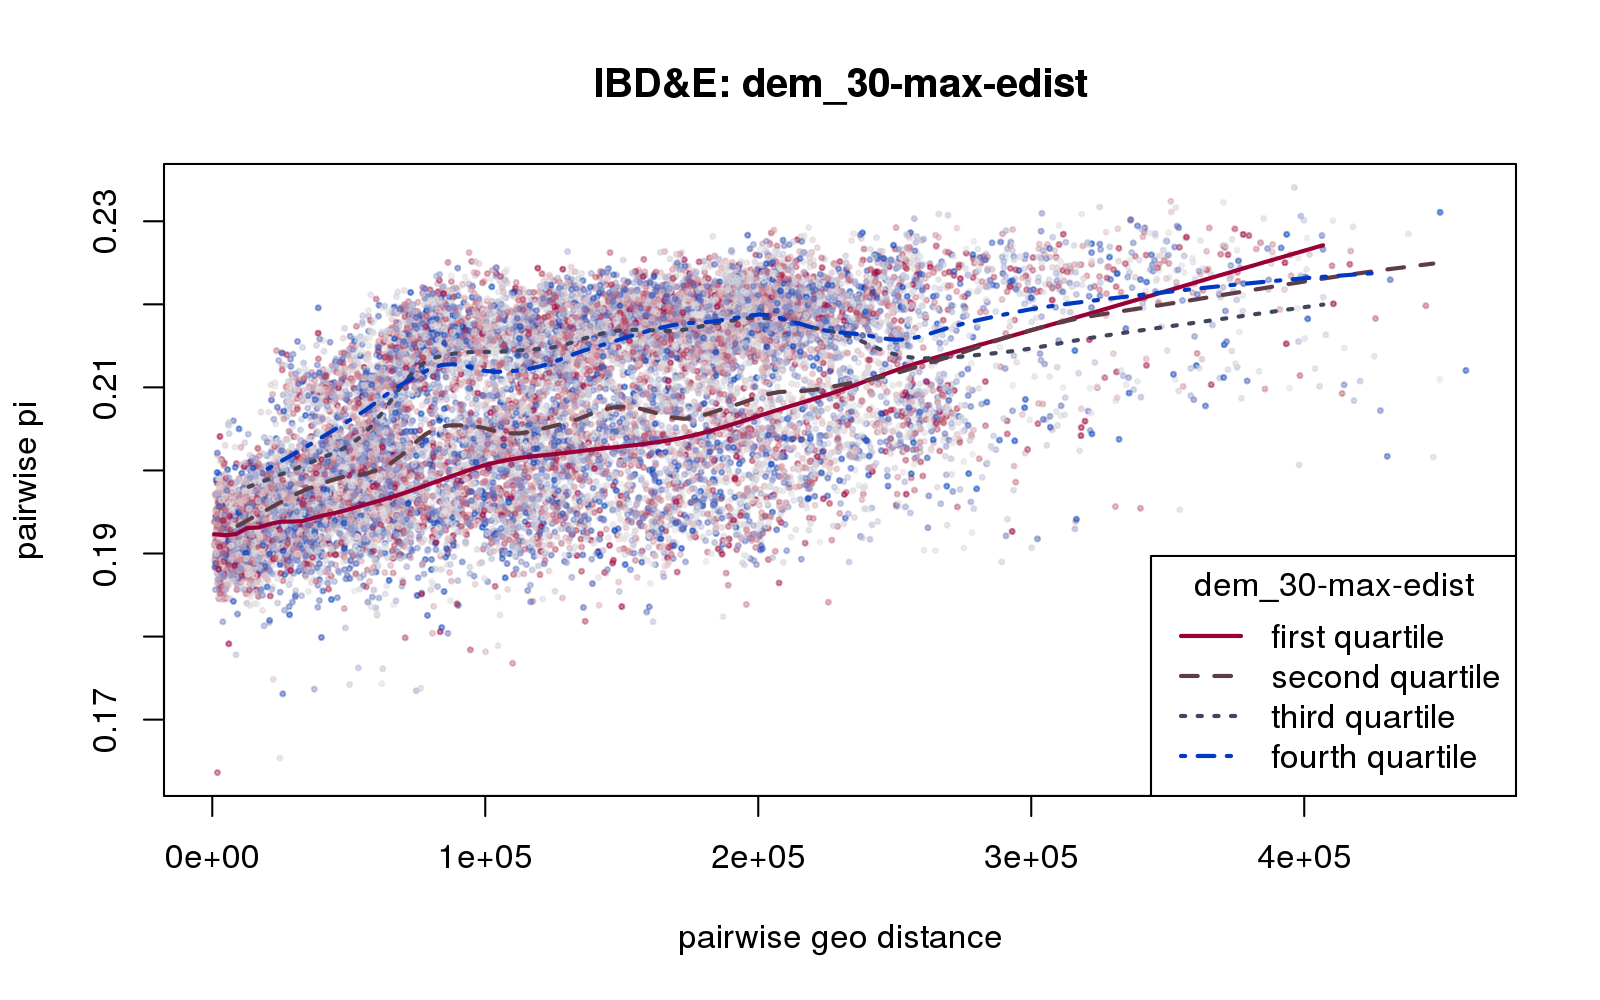 IBD&E: dem_30-max-edist
pairwise pi
0.23
0.21
0.19
0.17
0e+00
1e+05
2e+05
3e+05
4e+05
pairwise geo distance
dem_30-max-edist
first quartile
second quartile
third quartile
fourth quartile